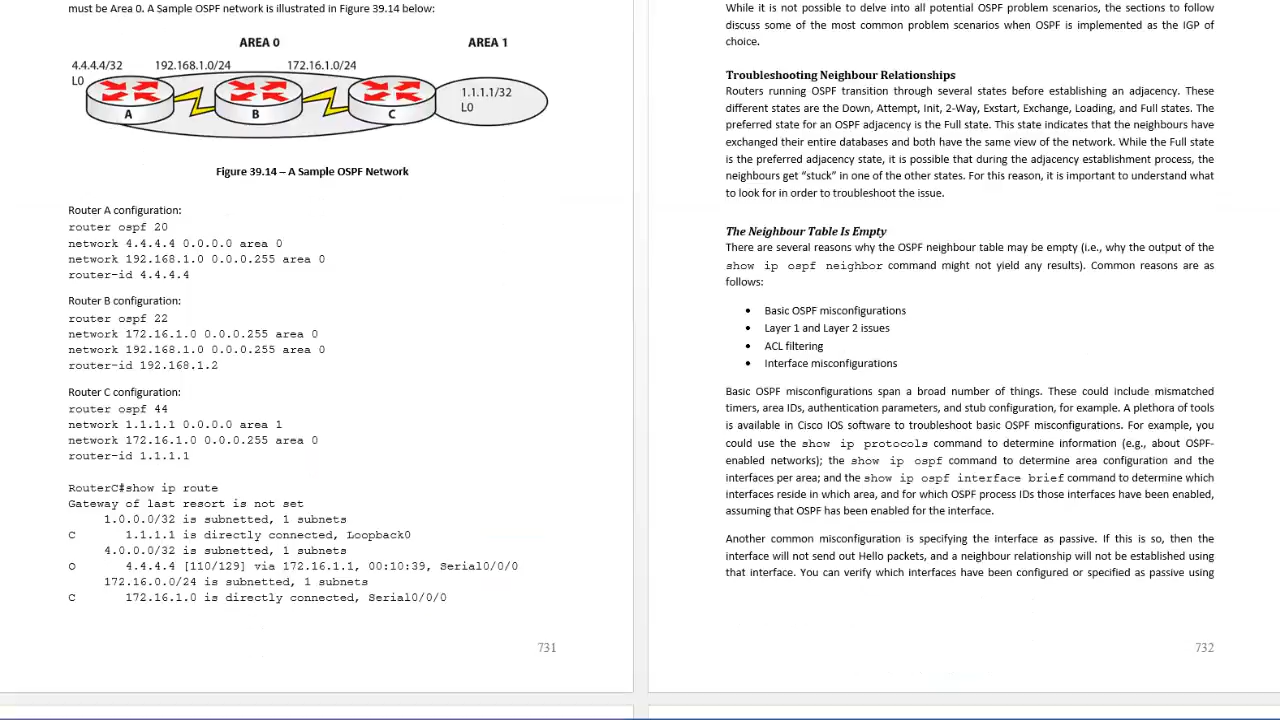 must be Area 0. A Sample OSPF network is illustrated in Figure 39.14 below:
AREA 0
AREA 1
4.4.4.4/32
192.168.1.0/24
172.16.1.0/24
L0
1.1.1.1/32
L0
A
B
C
Figure 39.14 – A Sample OSPF Network
Router A configuration:
router ospf 20
network 4.4.4.4 0.0.0.0 area 0
network 192.168.1.0 0.0.0.255 area 0
router-id 4.4.4.4
Router B configuration:
router ospf 22
network 172.16.1.0 0.0.0.255 area 0
network 192.168.1.0 0.0.0.255 area 0
router-id 192.168.1.2
Router C configuration:
router ospf 44
network 1.1.1.1 0.0.0.0 area 1
network 172.16.1.0 0.0.0.255 area 0
router-id 1.1.1.1
RouterC#show ip route
Gateway of last resort is not set
1.0.0.0/32 is subnetted, 1 subnets
C 1.1.1.1 is directly connected, Loopback0
4.0.0.0/32 is subnetted, 1 subnets
O 4.4.4.4 [110/129] via 172.16.1.1, 00:10:39, Serial0/0/0
172.16.0.0/24 is subnetted, 1 subnets
C 172.16.1.0 is directly connected, Serial0/0/0
731
While it is not possible to delve into all potential OSPF problem scenarios, the sections to follow
discuss some of the most common problem scenarios when OSPF is implemented as the IGP of
choice.
Troubleshooting Neighbour Relationships
Routers running OSPF transition through several states before establishing an adjacency. These
different states are the Down, Attempt, Init, 2-Way, Exstart, Exchange, Loading, and Full states. The
preferred state for an OSPF adjacency is the Full state. This state indicates that the neighbours have
exchanged their entire databases and both have the same view of the network. While the Full state
is the preferred adjacency state, it is possible that during the adjacency establishment process, the
neighbours get “stuck” in one of the other states. For this reason, it is important to understand what
to look for in order to troubleshoot the issue.
The Neighbour Table Is Empty
There are several reasons why the OSPF neighbour table may be empty (i.e., why the output of the
show ip ospf neighbor command might not yield any results). Common reasons are as
follows:
• Basic OSPF misconfigurations
• Layer 1 and Layer 2 issues
• ACL filtering
• Interface misconfigurations
Basic OSPF misconfigurations span a broad number of things. These could include mismatched
timers, area IDs, authentication parameters, and stub configuration, for example. A plethora of tools
is available in Cisco IOS software to troubleshoot basic OSPF misconfigurations. For example, you
could use the show ip protocols command to determine information (e.g., about OSPF-
enabled networks); the show ip ospf command to determine area configuration and the
interfaces per area; and the show ip ospf interface brief command to determine which
interfaces reside in which area, and for which OSPF process IDs those interfaces have been enabled,
assuming that OSPF has been enabled for the interface.
Another common misconfiguration is specifying the interface as passive. If this is so, then the
interface will not send out Hello packets, and a neighbour relationship will not be established using
that interface. You can verify which interfaces have been configured or specified as passive using
732